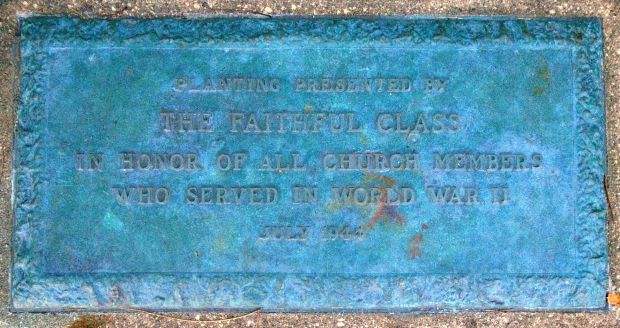 PLANTING PRESENTED BY
THE FAITHFUL CLASS
IN HONOR OF ALL CHURCH MEMBERS
WHO SERVED IN WORLD WAR II
JULY 1944